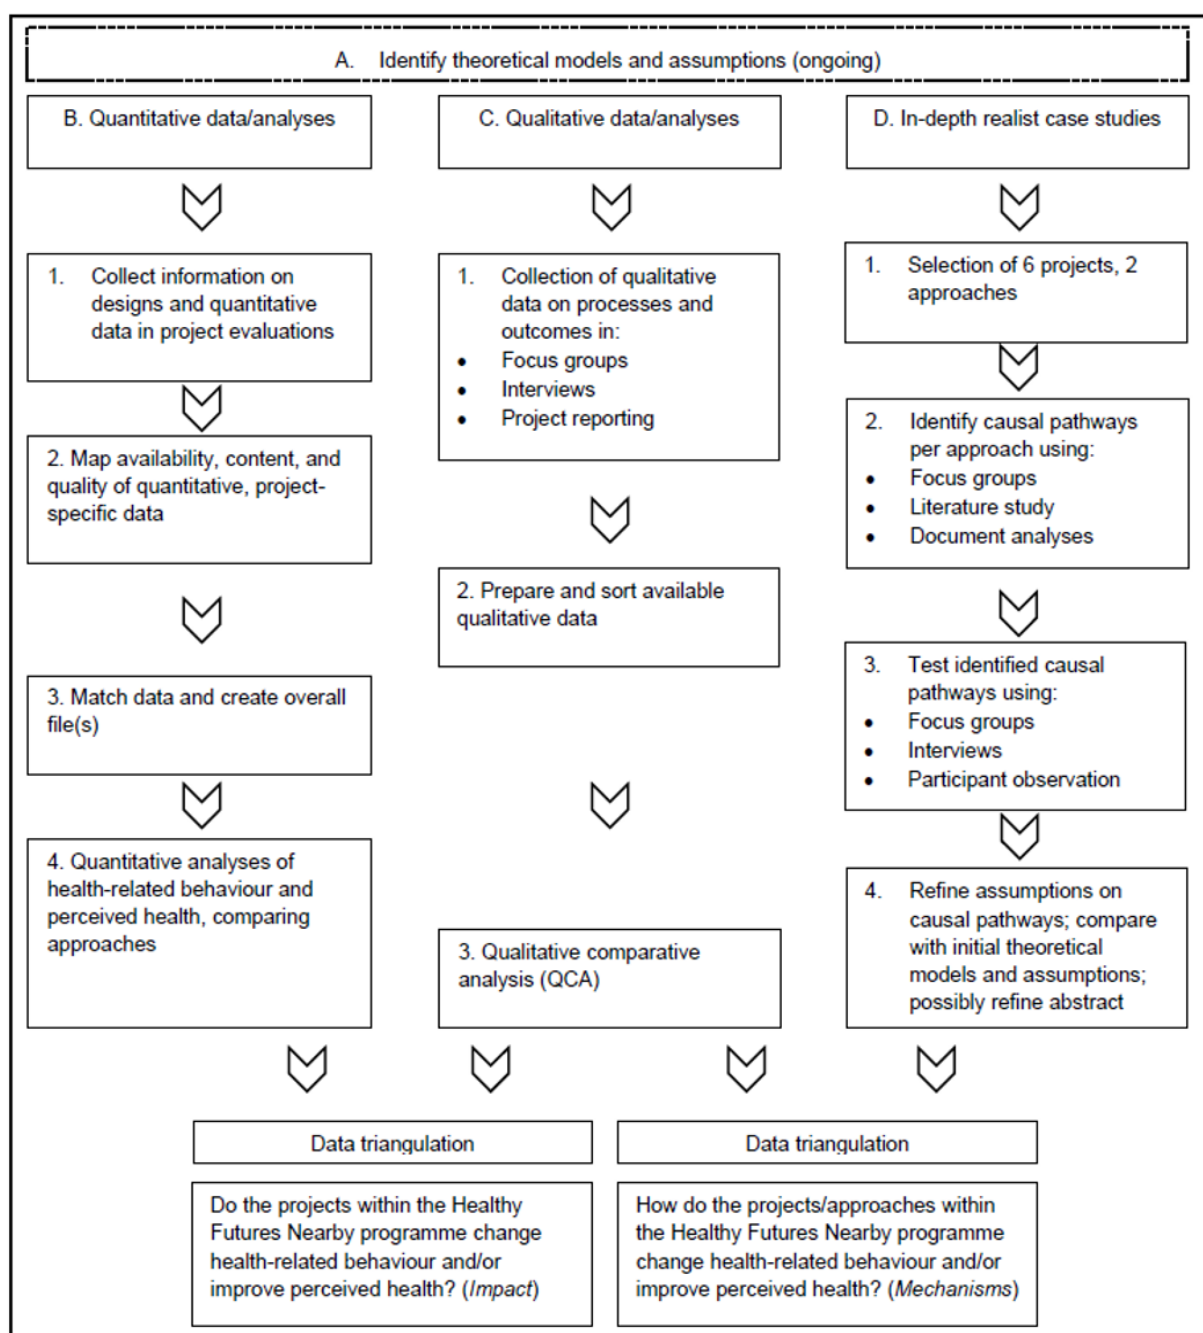 A. Identify theoretical models and assumptions (ongoing)
B. Quantitative data/analyses
1. Collect information on
designs and quantitative
data in project evaluations
2. Map availability, content, and
quality of quantitative, project-
specific data
3. Match data and create overall
file(s)
4. Quantitative analyses of
health-related behaviour and
perceived health, comparing
approaches
C. Qualitative data/analyses
1. Collection of qualitative
data on processes and
outcomes in:
• Focus groups
• Interviews
• Project reporting
2. Prepare and sort available
qualitative data
3. Qualitative comparative
analysis (QCA)
D. In-depth realist case studies
1. Selection of 6 projects, 2
approaches
2. Identify causal pathways
per approach using:
• Focus groups
• Literature study
• Document analyses
3. Test identified causal
pathways using:
• Focus groups
• Interviews
• Participant observation
4. Refine assumptions on
causal pathways; compare
with initial theoretical
models and assumptions;
possibly refine abstract
Data triangulation
Do the projects within the Healthy
Futures Nearby programme change
health-related behaviour and/or
improve perceived health? (Impact)
Data triangulation
How do the projects/approaches within
the Healthy Futures Nearby programme
change health-related behaviour and/or
improve perceived health? (Mechanisms)